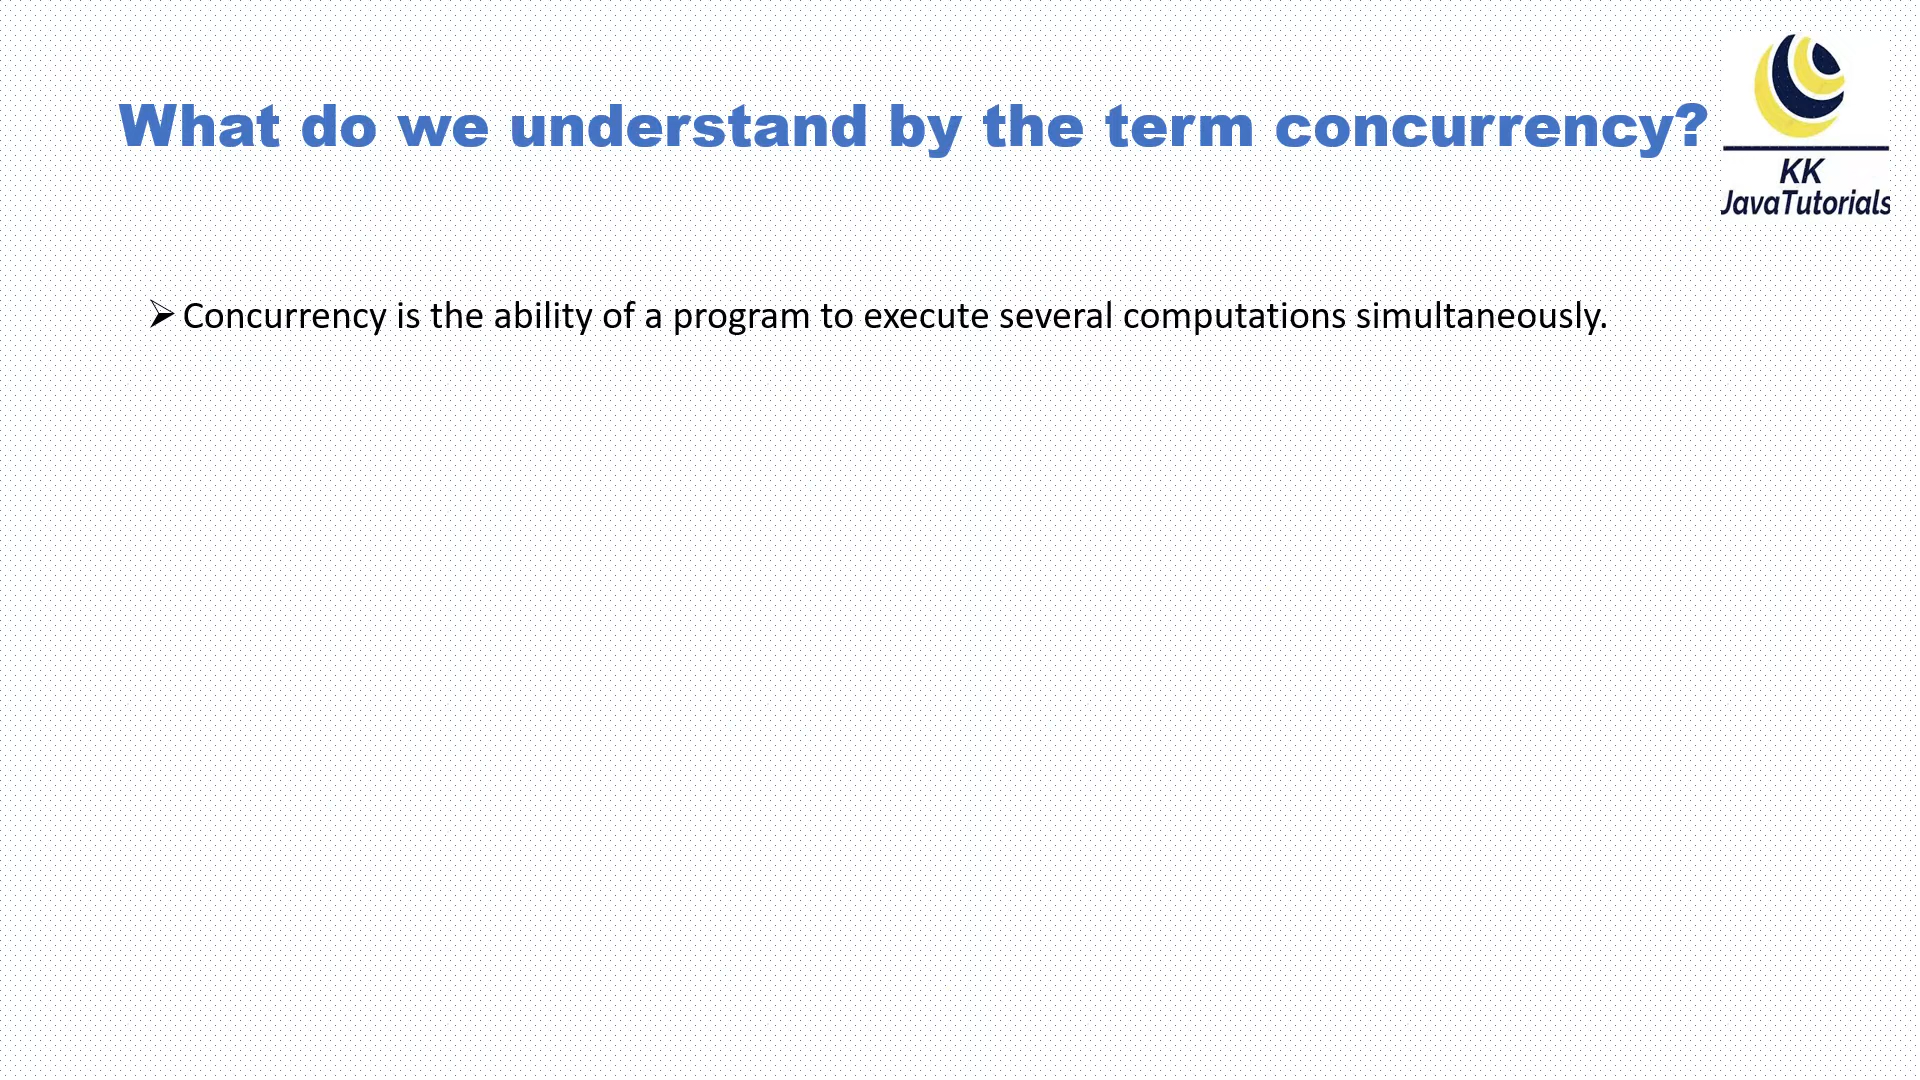 What do we understand by the term concurrency?
KK
JavaTutorials
➢ Concurrency is the ability of a program to execute several computations simultaneously.